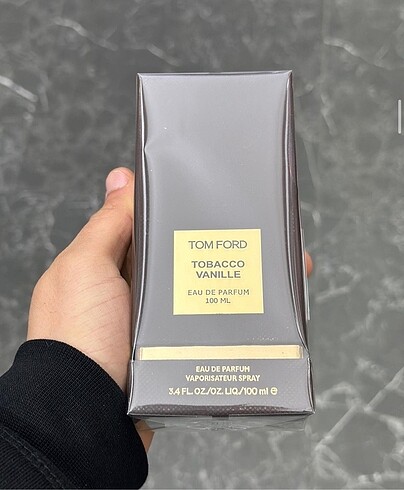 TOM FORD
TOBACCO
VANILLE
EAU DE PARFUM
100 ML
EAU DE PARFUM
VAPORISATEUR SPRAY
3.4 FL. OZ./OZ. LIQ./100 ml ℮